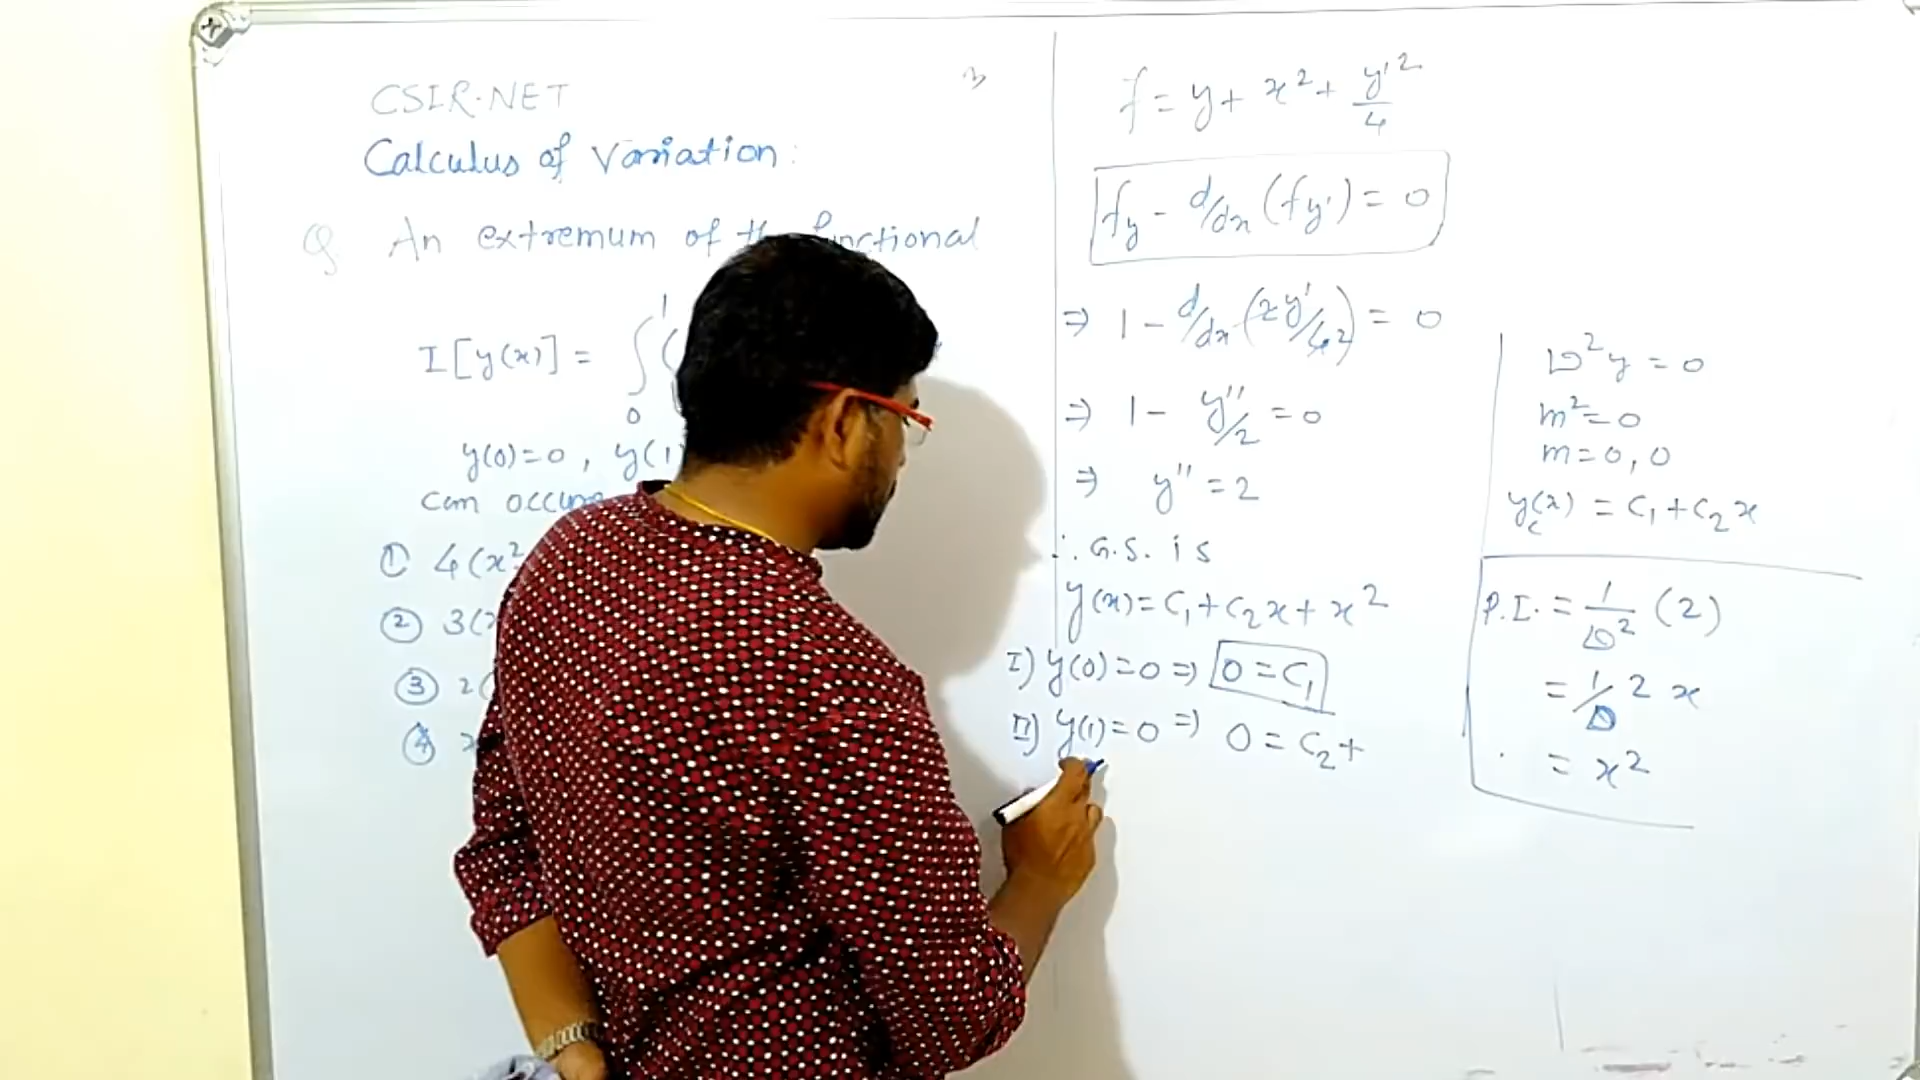 CSIR-NET
Calculus of Variation:
Q. An extremum of functional
I[y(x)] = ∫₀¹ (
y(0)=0, y(1)
can occur
① 4(x²
② 3(
③ 2(
④ x
f = y + x² + y'²/4
fy - d/dx (fy') = 0
⇒ 1 - d/dx (2y'/4 2) = 0
⇒ 1 - y''/2 = 0
⇒ y'' = 2
∴ G.S. is
y(x) = C₁ + C₂x + x²
I) y(0)=0 ⇒ 0 = C₁
II) y(1)=0 ⇒ 0 = C₂+
D²y = 0
m² = 0
m = 0, 0
y_c(x) = C₁ + C₂x
P.I. = 1/D² (2)
= 1/D 2x
= x²